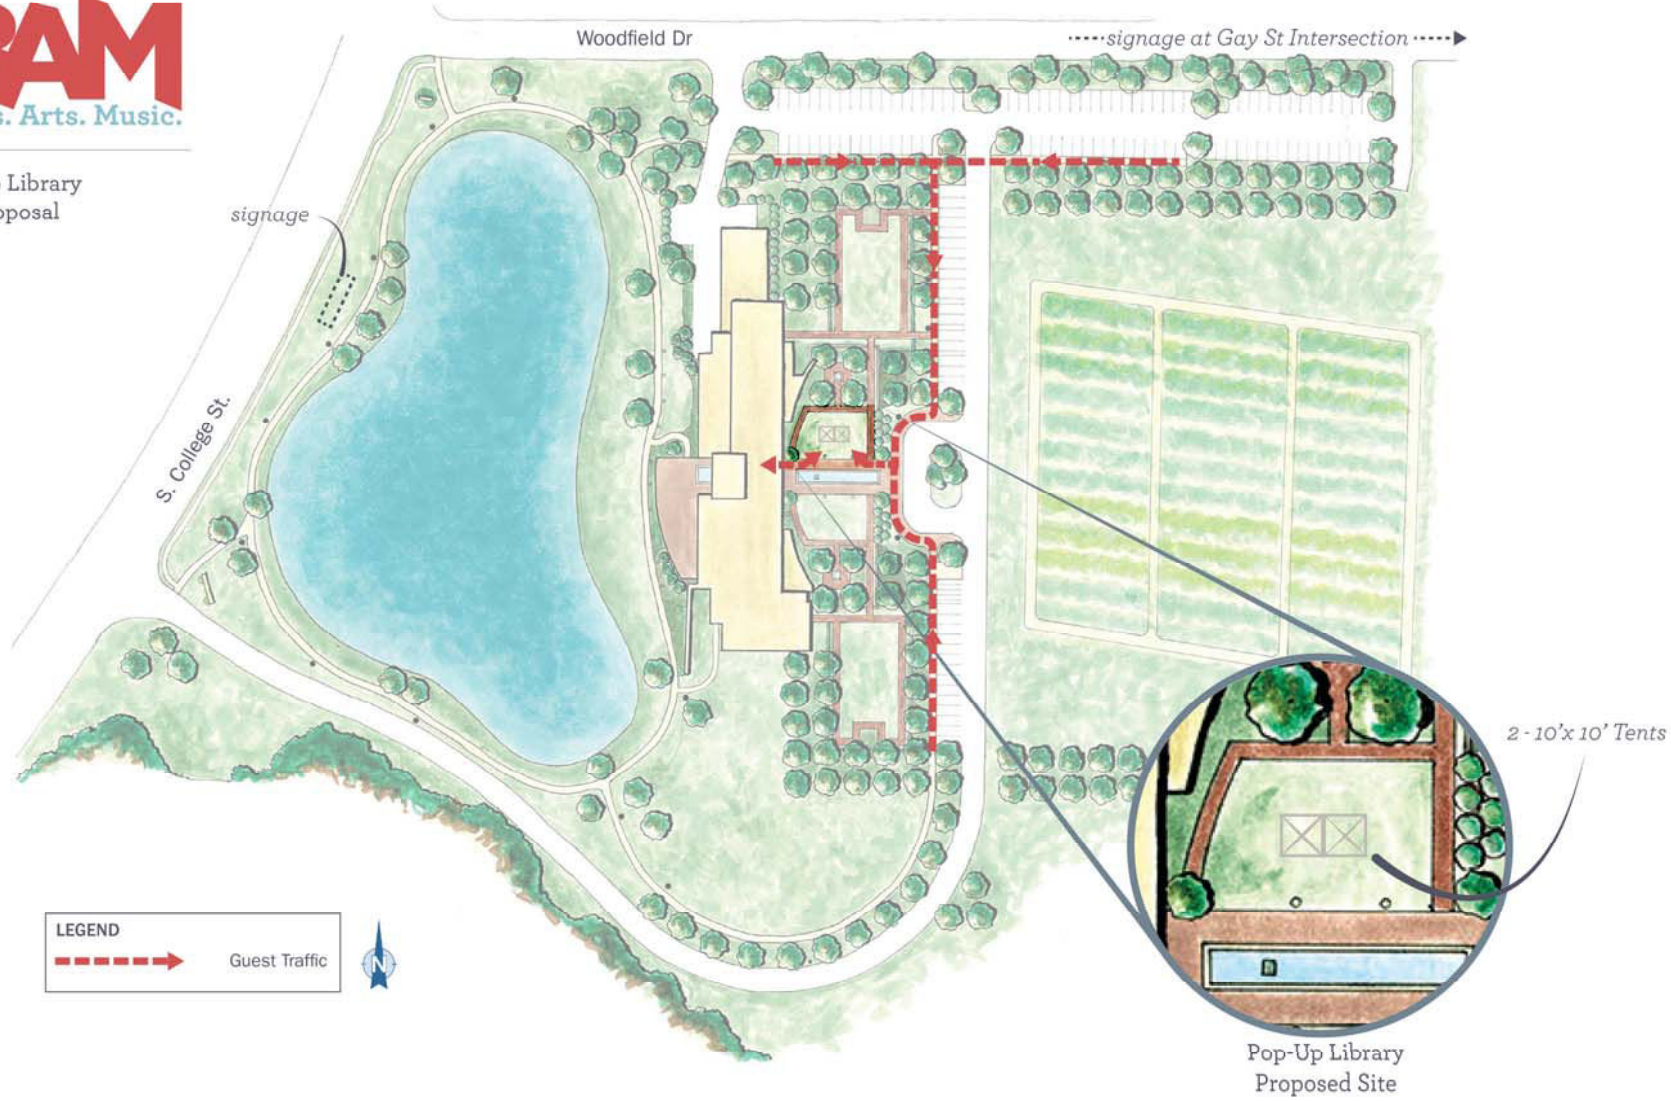 AM
. Arts. Music.
Library
signage
Woodfield Dr
signage at Gay St Intersection
S. College St.
2 - 10'x 10' Tents
LEGEND
Guest Traffic
N
Pop-Up Library
Proposed Site